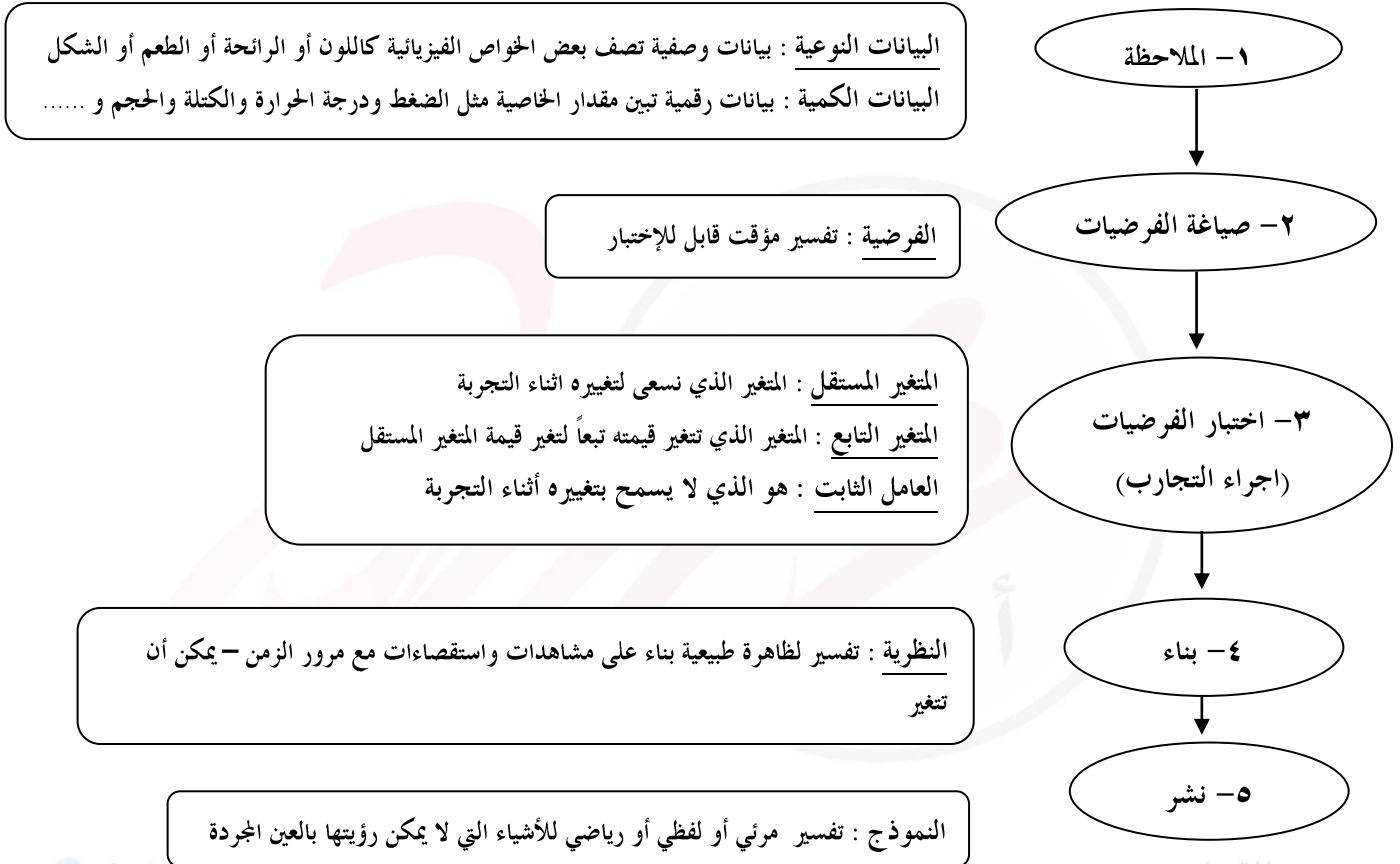 ١– الملاحظة
البيانات النوعية : بيانات وصفية تصف بعض الخواص الفيزيائية كاللون أو الرائحة أو الطعم أو الشكل
البيانات الكمية : بيانات رقمية تبين مقدار الخاصية مثل الضغط ودرجة الحرارة والكتلة والحجم و ......
٢– صياغة الفرضيات
الفرضية : تفسير مؤقت قابل للإختبار
٣– اختبار الفرضيات
(اجراء التجارب)
المتغير المستقل : المتغير الذي نسعى لتغييره اثناء التجربة
المتغير التابع : المتغير الذي تتغير قيمته تبعاً لتغير قيمة المتغير المستقل
العامل الثابت : هو الذي لا يسمح بتغييره أثناء التجربة
٤– بناء
النظرية : تفسير لظاهرة طبيعية بناء على مشاهدات واستقصاءات مع مرور الزمن – يمكن أن
تتغير
٥– نشر
النموذج : تفسير مرئي أو لفظي أو رياضي للأشياء التي لا يمكن رؤيتها بالعين المجردة